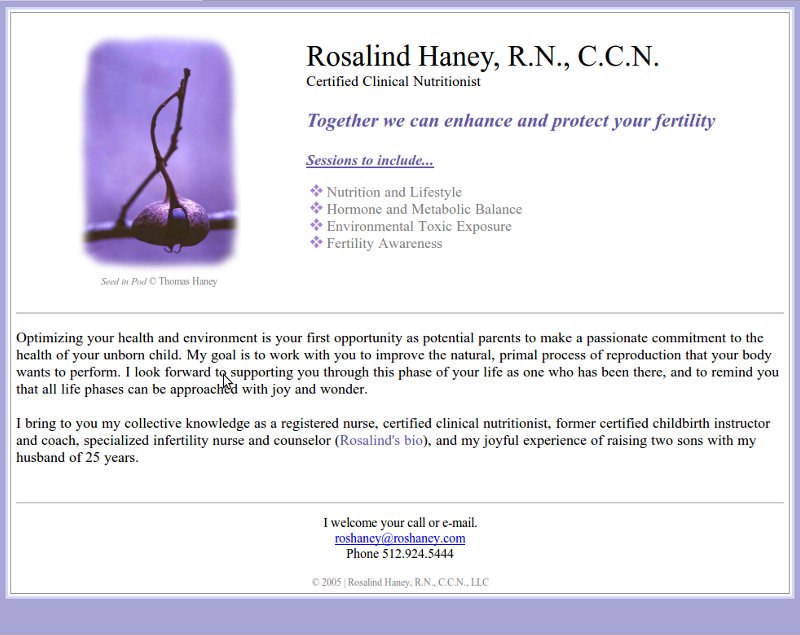 Rosalind Haney, R.N., C.C.N.
Certified Clinical Nutritionist
Together we can enhance and protect your fertility
Sessions to include...
Nutrition and Lifestyle
Hormone and Metabolic Balance
Environmental Toxic Exposure
Fertility Awareness
Seed in Pod © Thomas Haney
Optimizing your health and environment is your first opportunity as potential parents to make a passionate commitment to the
health of your unborn child. My goal is to work with you to improve the natural, primal process of reproduction that your body
wants to perform. I look forward to supporting you through this phase of your life as one who has been there, and to remind you
that all life phases can be approached with joy and wonder.
I bring to you my collective knowledge as a registered nurse, certified clinical nutritionist, former certified childbirth instructor
and coach, specialized infertility nurse and counselor (Rosalind's bio), and my joyful experience of raising two sons with my
husband of 25 years.
I welcome your call or e-mail.
roshaney@roshaney.com
Phone 512.924.5444
© 2005 | Rosalind Haney, R.N., C.C.N., LLC